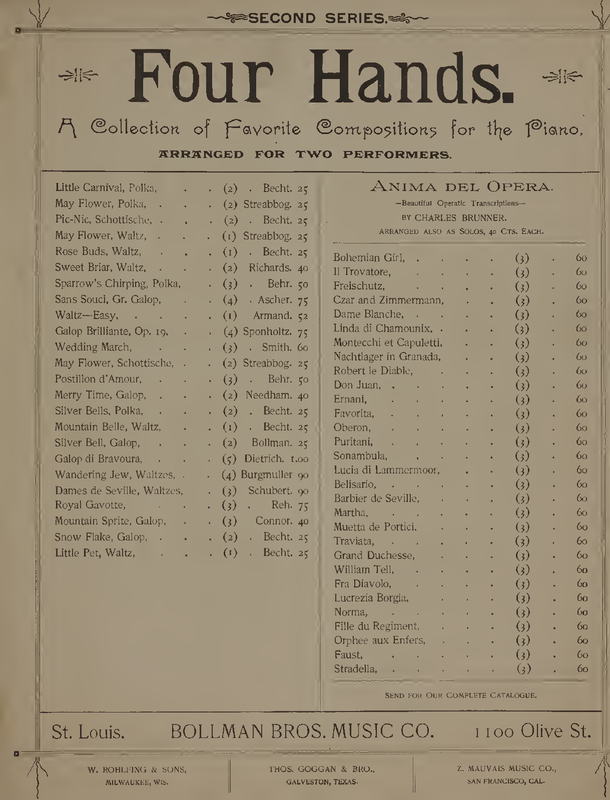 SECOND SERIES.
Four Hands.
A Collection of Favorite Compositions for the Piano.
ARRANGED FOR TWO PERFORMERS.
Little Carnival, Polka, . . (2) . Becht. 25
May Flower, Polka, . . . (2) Streabbog. 25
Pic-Nic, Schottische, . . . (2) . Becht. 25
May Flower, Waltz, . . . (1) Streabbog. 25
Rose Buds, Waltz, . . . (1) . Becht. 25
Sweet Briar, Waltz, . . . (2) Richards. 40
Sparrow's Chirping, Polka, . (3) . Behr. 50
Sans Souci, Gr. Galop, . . (4) . Ascher. 75
Waltz—Easy, . . . . (1) Armand. 52
Galop Brilliante, Op. 19, . . (4) Sponholtz. 75
Wedding March, . . . (3) . Smith. 60
May Flower, Schottische, . . (2) Streabbog. 25
Postillon d'Amour, . . . (3) . Behr. 50
Merry Time, Galop, . . . (2) Needham. 40
Silver Bells, Polka, . . . (2) . Becht. 25
Mountain Belle, Waltz, . . (1) . Becht. 25
Silver Bell, Galop, . . . (2) Bollman. 25
Galop di Bravoura, . . . (5) Dietrich. 1.00
Wandering Jew, Waltzes, . . (4) Burgmuller 90
Dames de Seville, Waltzes, . (3) Schubert. 90
Royal Gavotte, . . . (3) . Reh. 75
Mountain Sprite, Galop, . . (3) Connor. 40
Snow Flake, Galop, . . . (2) . Becht. 25
Little Pet, Waltz, . . . (1) . Becht. 25
ANIMA DEL OPERA.
—Beautiful Operatic Transcriptions—
BY CHARLES BRUNNER.
ARRANGED ALSO AS SOLOS, 40 CTS. EACH.
Bohemian Girl, . . . . (3) . 60
Il Trovatore, . . . . (3) . 60
Freischutz, . . . . (3) . 60
Czar and Zimmermann, . . . (3) . 60
Dame Blanche, . . . . (3) . 60
Linda di Chamounix, . . . . (3) . 60
Montecchi et Capuletti, . . . (3) . 60
Nachtlager in Granada, . . . (3) . 60
Robert le Diable, . . . . (3) . 60
Don Juan, . . . . . (3) . 60
Ernani, . . . . . (3) . 60
Favorita, . . . . . (3) . 60
Oberon, . . . . . (3) . 60
Puritani, . . . . . (3) . 60
Sonambula, . . . . (3) . 60
Lucia di Lammermoor, . . . (3) . 60
Belisario, . . . . . (3) . 60
Barbier de Seville, . . . . (3) . 60
Martha, . . . . . (3) . 60
Muetta de Portici, . . . . (3) . 60
Traviata, . . . . . (3) . 60
Grand Duchesse, . . . . (3) . 60
William Tell, . . . . (3) . 60
Fra Diavolo, . . . . (3) . 60
Lucrezia Borgia, . . . . (3) . 60
Norma, . . . . . (3) . 60
Fille du Regiment, . . . . (3) . 60
Orphee aux Enfers, . . . . (3) . 60
Faust, . . . . . (3) . 60
Stradella, . . . . . (3) . 60
SEND FOR OUR COMPLETE CATALOGUE.
St. Louis. BOLLMAN BROS. MUSIC CO. 1100 Olive St.
W. ROHLFING & SONS,
MILWAUKEE, WIS.
THOS. GOGGAN & BRO.,
GALVESTON, TEXAS.
Z. MAUVAIS MUSIC CO.,
SAN FRANCISCO, CAL.